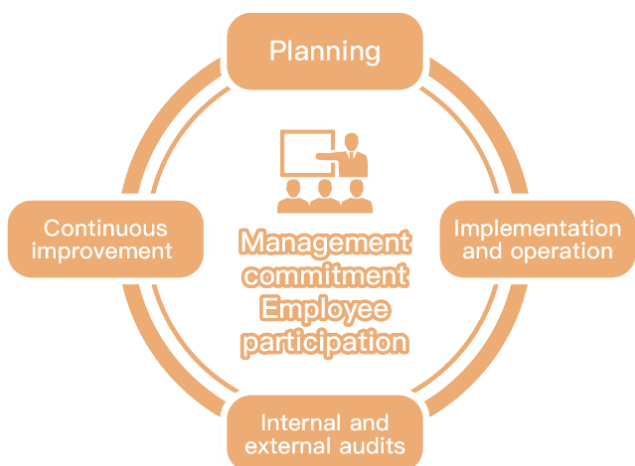 Planning
Continuous
improvement
Management
commitment
Employee
participation
Implementation
and operation
Internal and
external audits